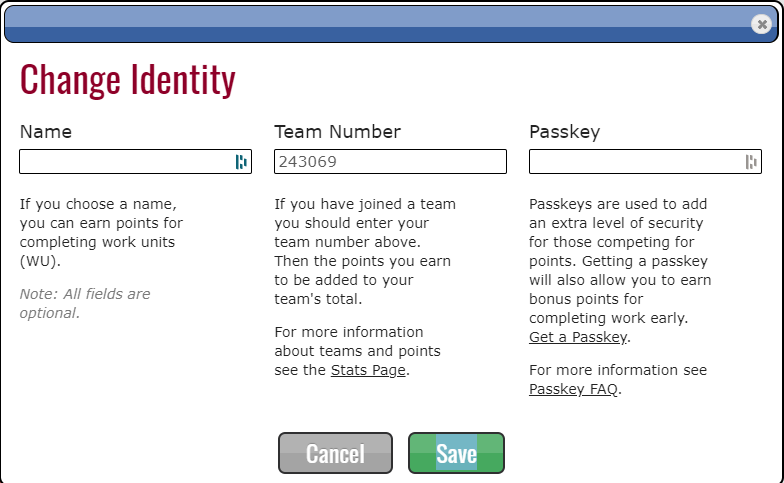 Change Identity
Name
Team Number
Passkey
243069
If you choose a name,
you can earn points for
completing work units
(WU).
Note: All fields are
optional.
If you have joined a team
you should enter your
team number above.
Then the points you earn
to be added to your
team's total.
For more information
about teams and points
see the Stats Page.
Passkeys are used to add
an extra level of security
for those competing for
points. Getting a passkey
will also allow you to earn
bonus points for
completing work early.
Get a Passkey.
For more information see
Passkey FAQ.
Cancel
Save